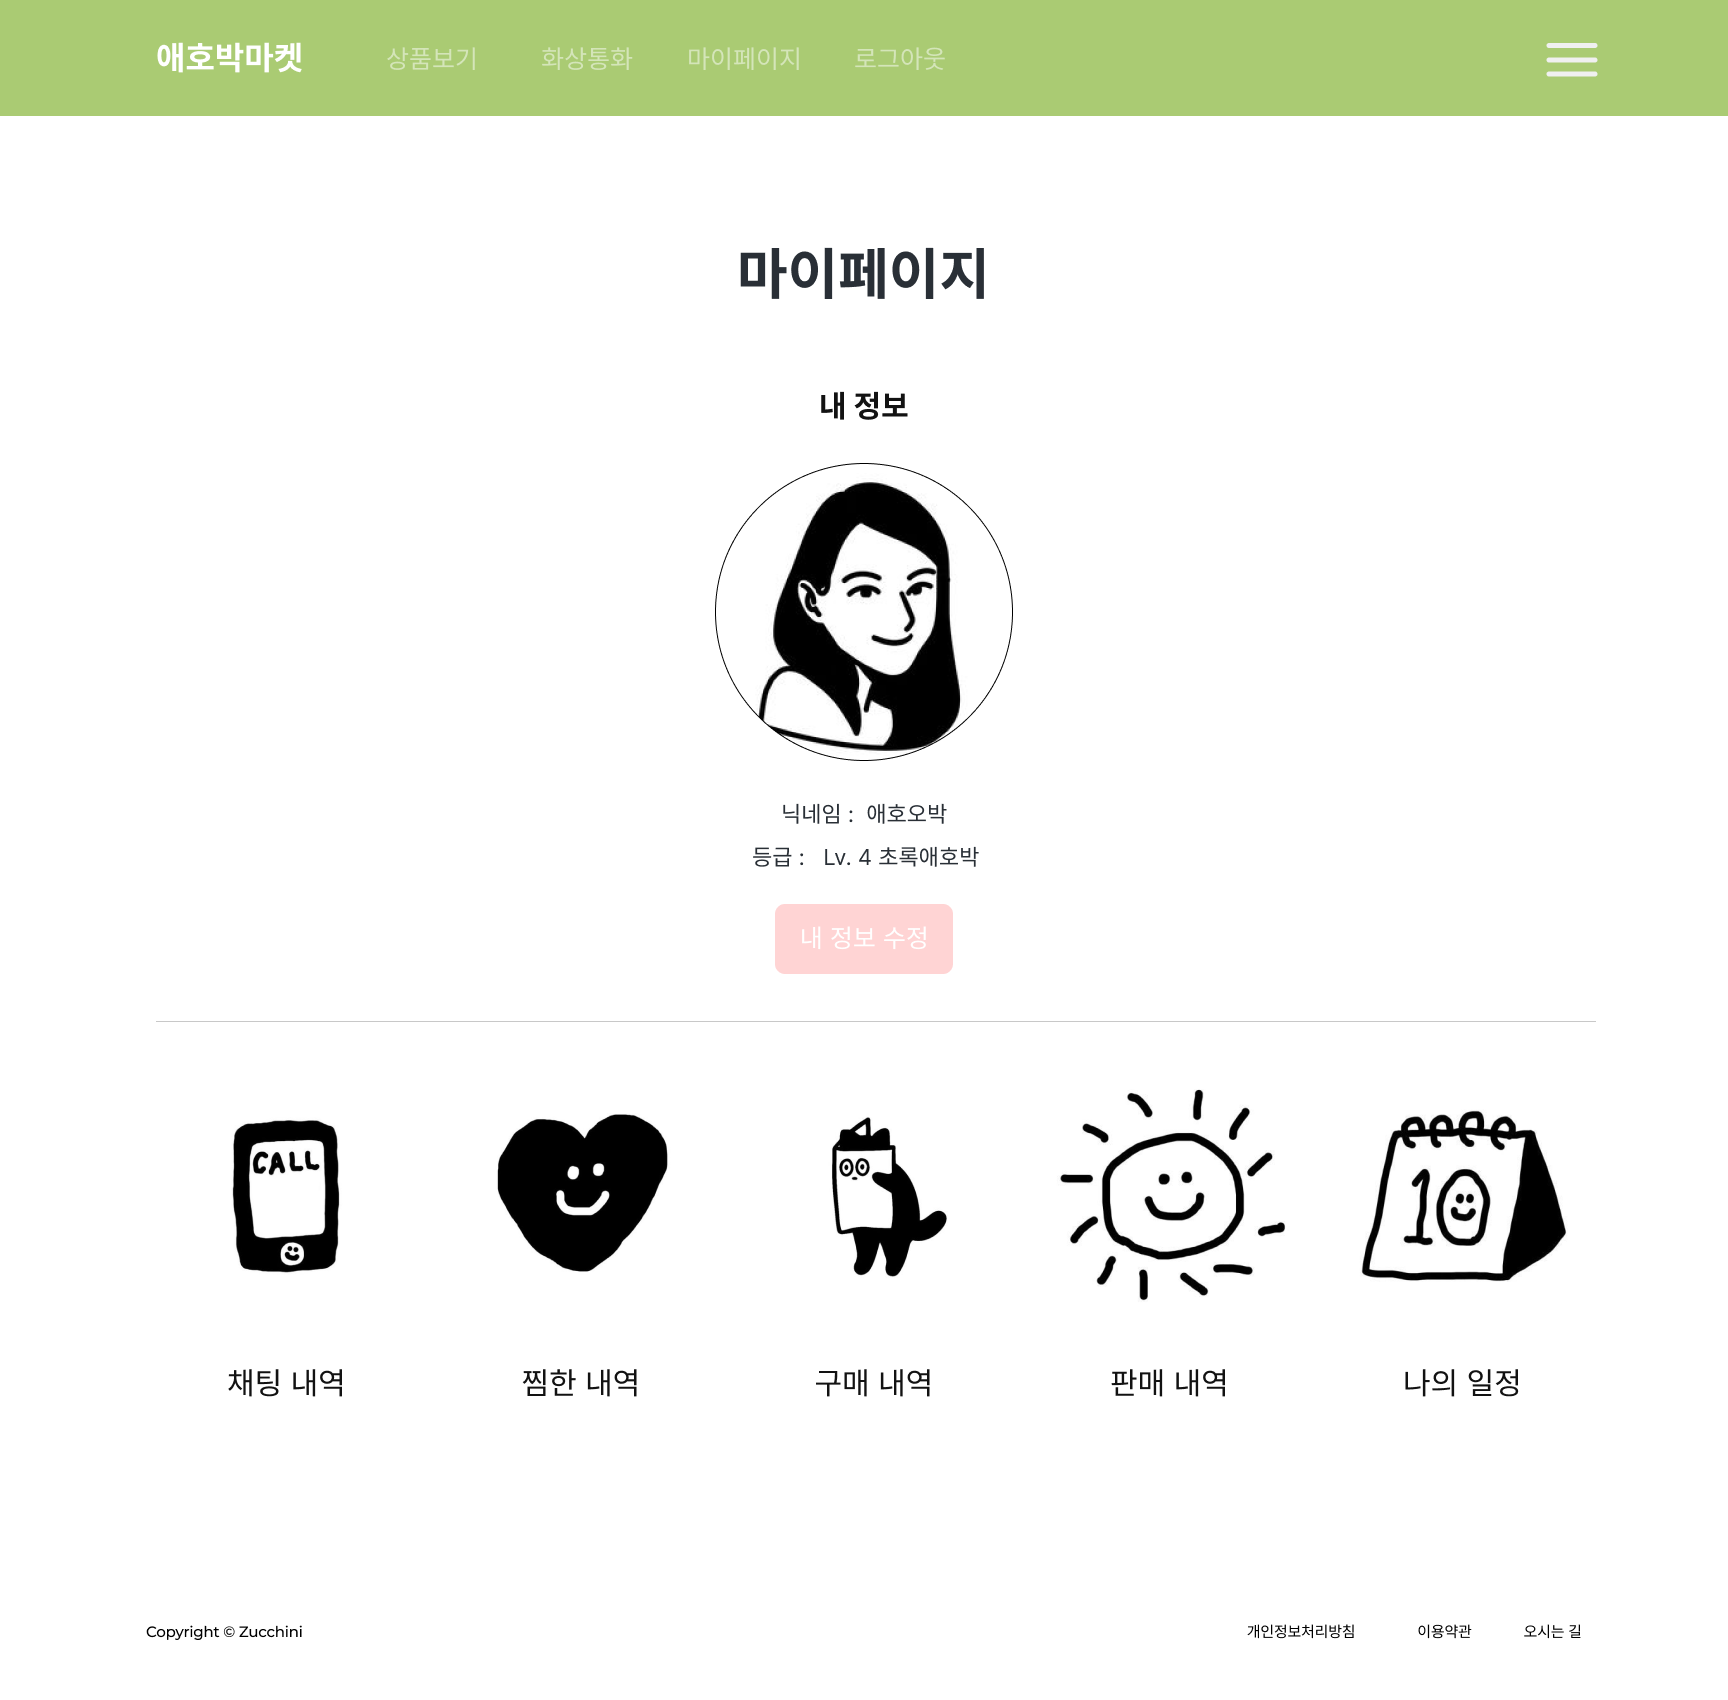 애호박마켓 상품보기 화상통화 마이페이지 로그아웃
마이페이지
내 정보
닉네임 : 애호오박
등급 : Lv. 4 초록애호박
내 정보 수정
CALL
10
채팅 내역 찜한 내역 구매 내역 판매 내역 나의 일정
Copyright © Zucchini 개인정보처리방침 이용약관 오시는 길